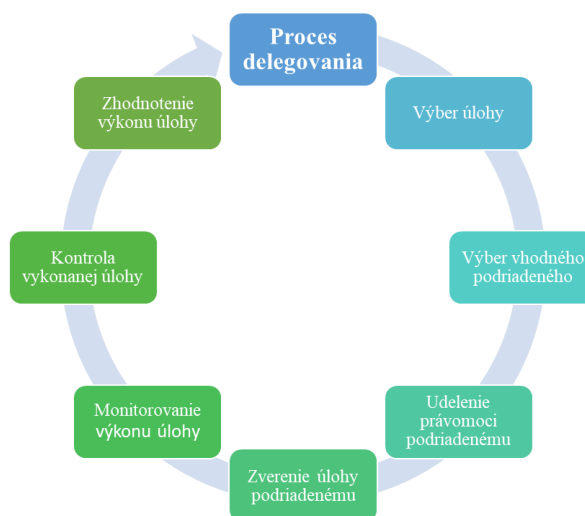 Proces
delegovania
Výber úlohy
Výber vhodného
podriadeného
Udelenie
právomoci
podriadenému
Zverenie úlohy
podriadenému
Monitorovanie
výkonu úlohy
Kontrola
vykonanej úlohy
Zhodnotenie
výkonu úlohy